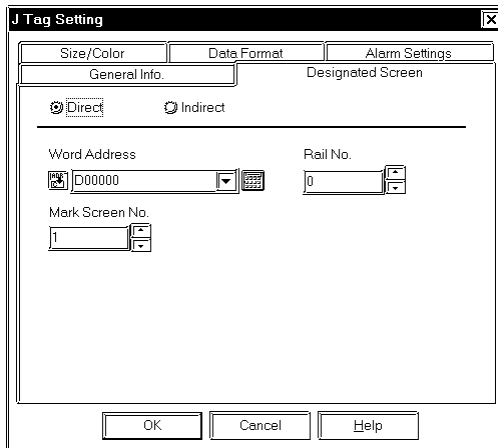 J Tag Setting
Size/Color Data Format Alarm Settings
General Info. Designated Screen
Direct Indirect
Word Address Rail No.
D00000 0
Mark Screen No.
1
OK Cancel Help